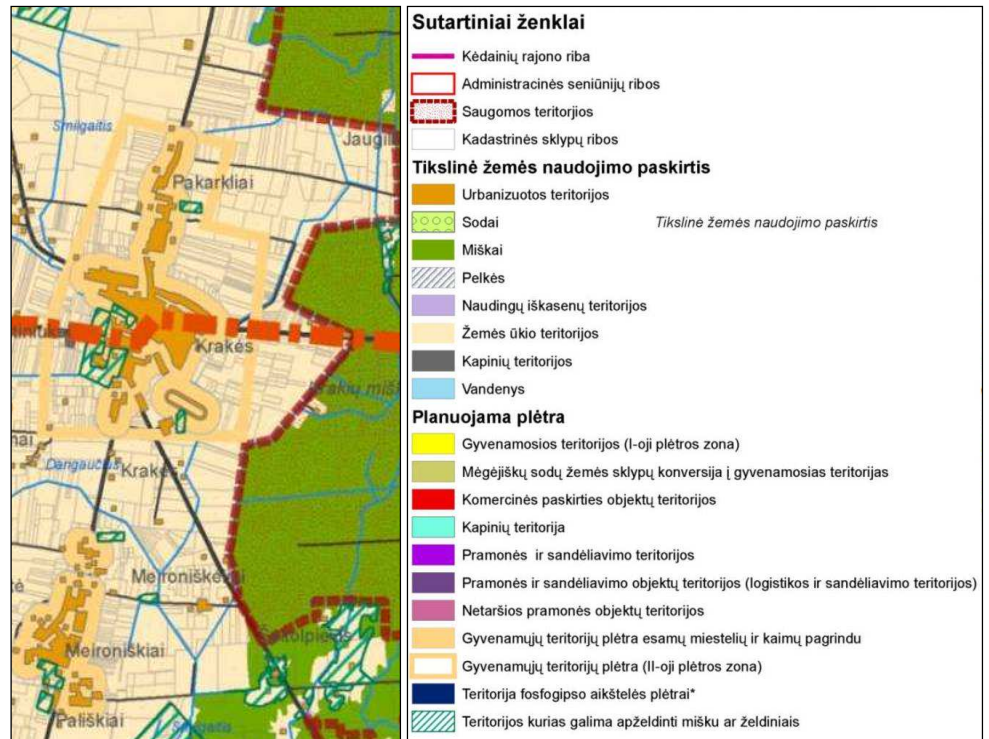 Smilgaitis
Jaugil
Pakarkliai
Krakės
Krakių miš
Dangaučius
Krakės
Meironiškė
Meironiškiai
Pališkiai
Smilgaitis
Sutartiniai ženklai
Kėdainių rajono riba
Administracinės seniūnijų ribos
Saugomos teritorijos
Kadastrinės sklypų ribos
Tikslinė žemės naudojimo paskirtis
Urbanizuotos teritorijos
Sodai
Tikslinė žemės naudojimo paskirtis
Miškai
Pelkės
Naudingų iškasenų teritorijos
Žemės ūkio teritorijos
Kapinių teritorijos
Vandenys
Planuojama plėtra
Gyvenamosios teritorijos (I-oji plėtros zona)
Mėgėjiškų sodų žemės sklypų konversija į gyvenamosias teritorijas
Komercinės paskirties objektų teritorijos
Kapinių teritorija
Pramonės ir sandėliavimo teritorijos
Pramonės ir sandėliavimo objektų teritorijos (logistikos ir sandėliavimo teritorijos)
Netaršios pramonės objektų teritorijos
Gyvenamųjų teritorijų plėtra esamų miestelių ir kaimų pagrindu
Gyvenamųjų teritorijų plėtra (II-oji plėtros zona)
Teritorija fosfogipso aikštelės plėtrai*
Teritorijos kurias galima apželdinti mišku ar želdiniais